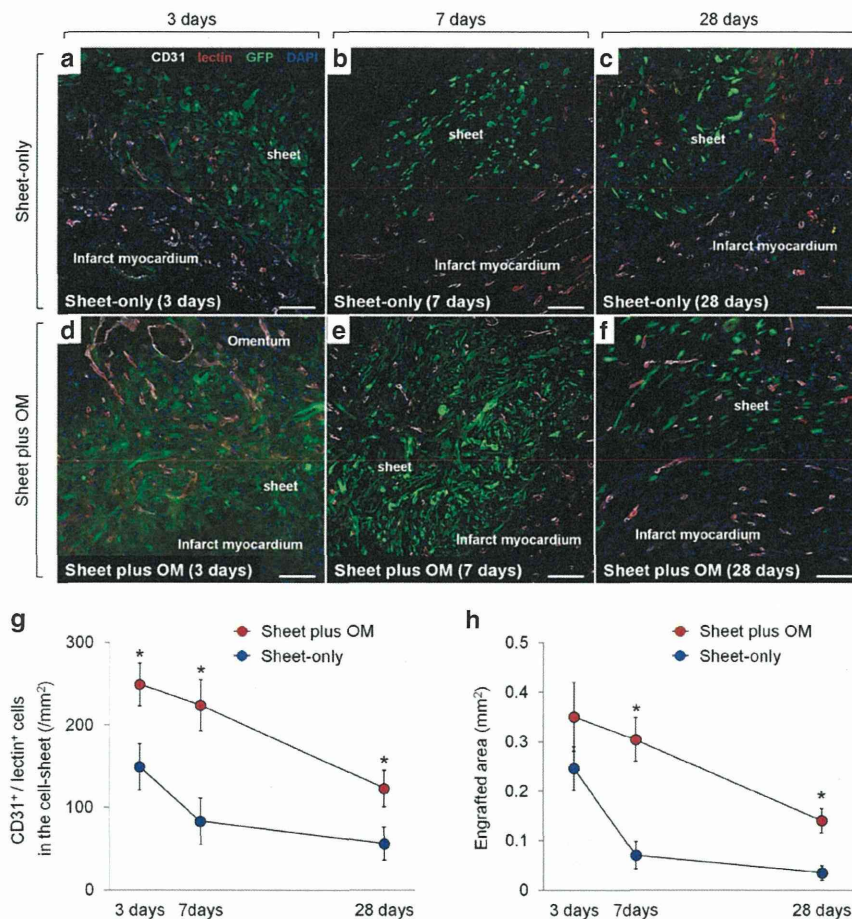 3 days
7 days
28 days
Sheet-only
a
CD31 lectin GFP DAPI
sheet
Infarct myocardium
Sheet-only (3 days)
b
sheet
Infarct myocardium
Sheet-only (7 days)
c
sheet
Infarct myocardium
Sheet-only (28 days)
Sheet plus OM
d
Omentum
sheet
Infarct myocardium
Sheet plus OM (3 days)
e
sheet
Infarct myocardium
Sheet plus OM (7 days)
f
sheet
Infarct myocardium
Sheet plus OM (28 days)
g
Sheet plus OM
Sheet-only
CD31⁺ / lectin⁺ cells
in the cell-sheet (/mm²)
300
200
100
0
*
*
*
3 days
7days
28 days
h
Sheet plus OM
Sheet-only
Engrafted area (mm²)
0.5
0.4
0.3
0.2
0.1
0
*
*
3 days
7days
28 days